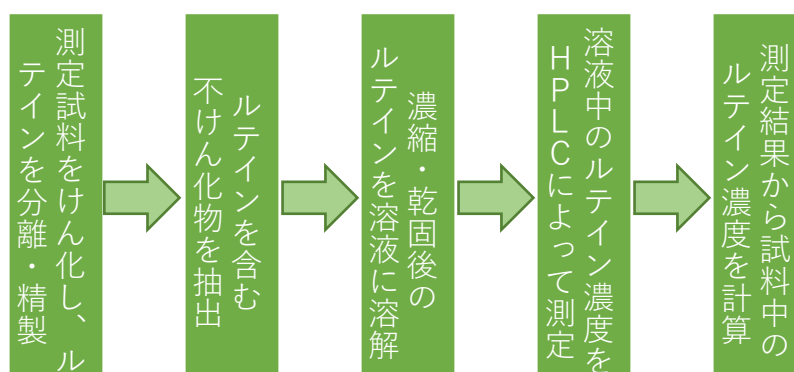 測定試料をけん化し、ル
テインを分離・精製
ルテインを含む
不けん化物を抽出
濃縮・乾固後の
ルテインを溶液に溶解
溶液中のルテイン濃度を
HPLCによって測定
測定結果から試料中の
ルテイン濃度を計算